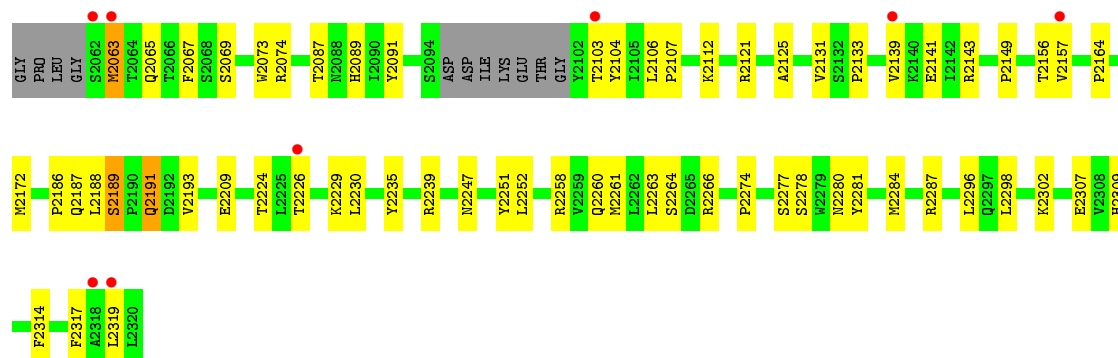 GLY PRO LEU GLY S2062 M2063 T2064 Q2065 T2066 F2067 S2068 S2069 W2073 R2074 T2087 N2088 H2089 I2090 Y2091 S2094 ASP ASP ILE LYS GLU THR GLY Y2102 T2103 Y2104 I2105 L2106 P2107 K2112 R2121 A2125 V2131 S2132 P2133 V2139 K2140 E2141 I2142 R2143 P2149 T2156 V2157 P2164
M2172 P2186 Q2187 L2188 S2189 P2190 Q2191 D2192 V2193 E2209 T2224 L2225 T2226 K2229 L2230 Y2235 R2239 N2247 Y2251 L2252 R2258 V2259 Q2260 M2261 L2262 L2263 S2264 D2265 R2266 P2274 S2277 S2278 W2279 N2280 Y2281 M2284 R2287 L2296 Q2297 L2298 K2302 E2307 V2308 H2309
F2314 F2317 A2318 L2319 L2320